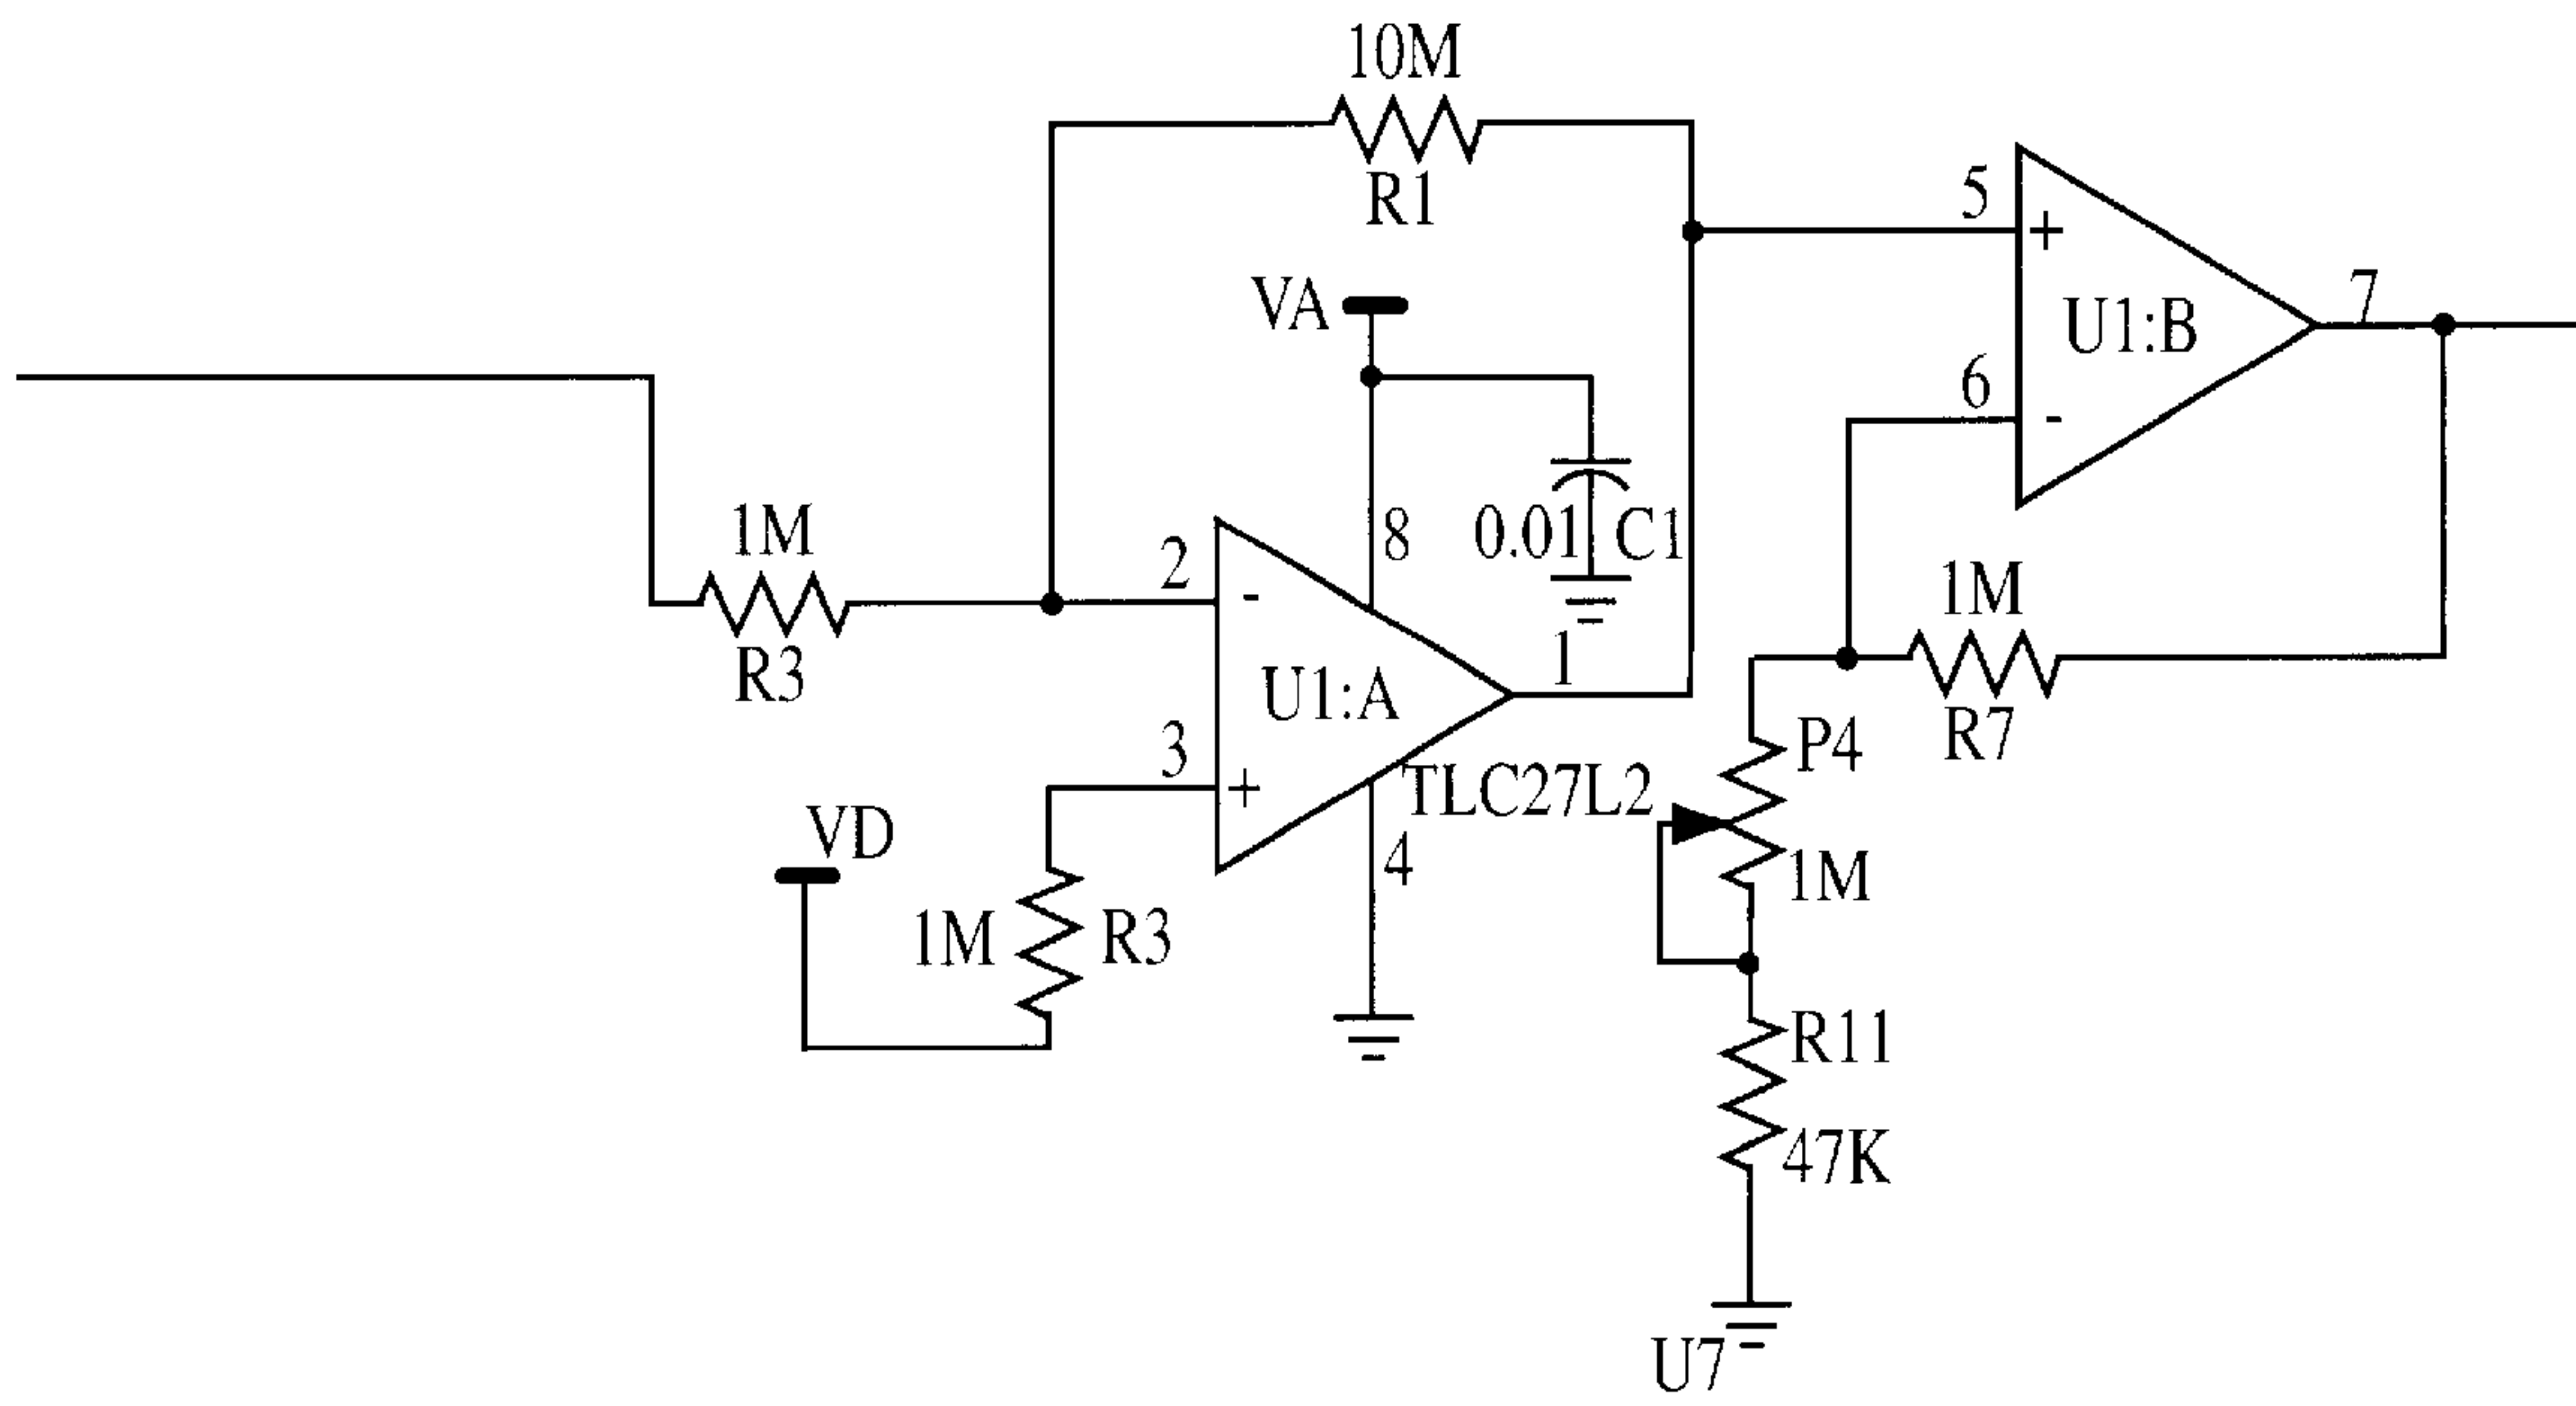 10M
R1
5
+
VA
U1:B
7
6
-
1M
8
0.01
C1
2
-
1M
R3
1
U1:A
3
+
TLC27L2
P4
R7
VD
4
1M
1M
R3
R11
47K
U7